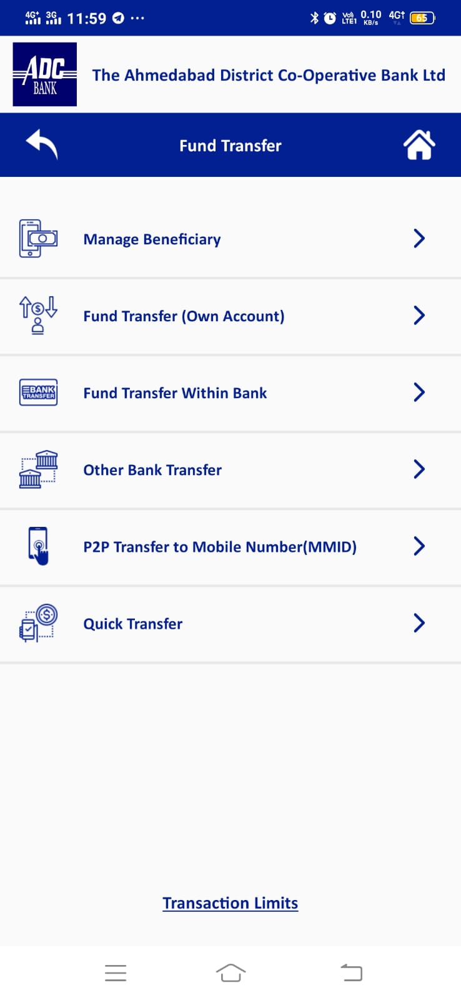 4G+ 3G 11:59 ... Vo) LTE1 0.10 KB/s 4G 65
ADC
BANK
The Ahmedabad District Co-Operative Bank Ltd
Fund Transfer
Manage Beneficiary
Fund Transfer (Own Account)
BANK
TRANSFER
Fund Transfer Within Bank
Other Bank Transfer
P2P Transfer to Mobile Number(MMID)
Quick Transfer
Transaction Limits